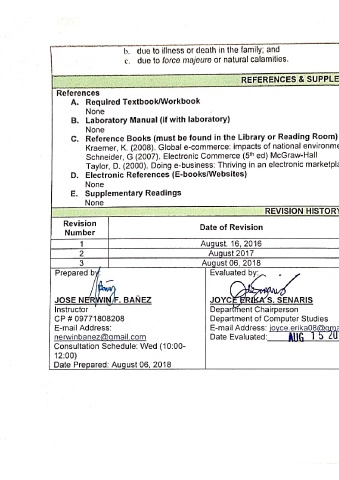 b. due to illness or death in the family; and
c. due to force majeure or natural calamities.
REFERENCES & SUPPLE
References
A. Required Textbook/Workbook
None
B. Laboratory Manual (if with laboratory)
None
C. Reference Books (must be found in the Library or Reading Room)
Kraemer, K. (2008). Global e-commerce: impacts of national environme
Schneider, G (2007). Electronic Commerce (5th ed) McGraw-Hall
Taylor, D. (2000). Doing e-business: Thriving in an electronic marketpla
D. Electronic References (E-books/Websites)
None
E. Supplementary Readings
None
REVISION HISTORY
Revision Number Date of Revision
1 August. 16, 2016
2 August 2017
3 August 06, 2018
Prepared by
JOSE NERWIN F. BAÑEZ
Instructor
CP # 09771808208
E-mail Address:
nerwinbanez@gmail.com
Consultation Schedule: Wed (10:00-
12:00)
Date Prepared: August 06, 2018
Evaluated by:
JOYCE ERIKA S. SENARIS
Department Chairperson
Department of Computer Studies
E-mail Address: joyce.erika08@gma
Date Evaluated: AUG 15 20